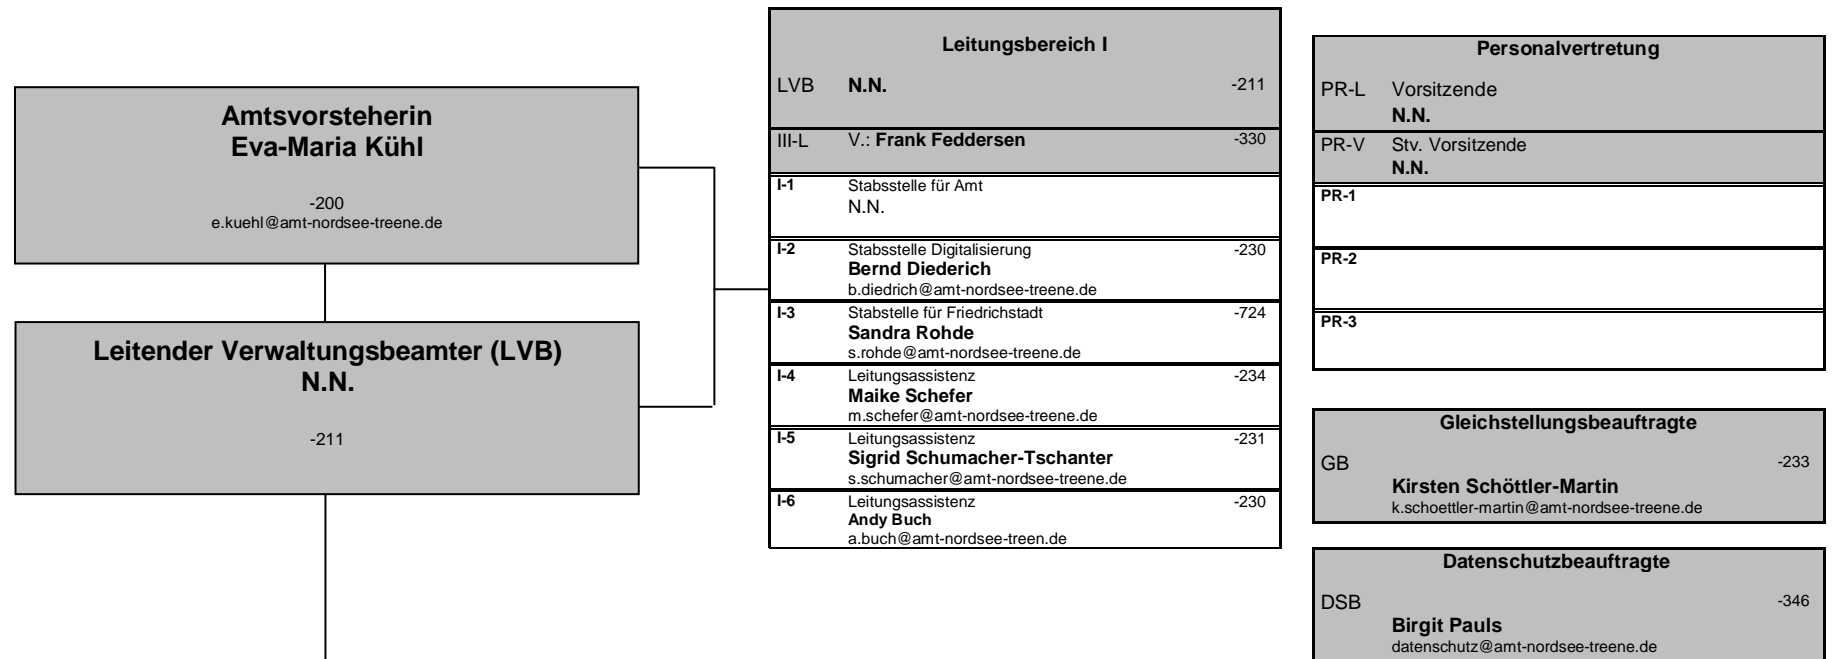 Amtsvorsteherin
Eva-Maria Kühl
-200
e.kuehl@amt-nordsee-treene.de
Leitender Verwaltungsbeamter (LVB)
N.N.
-211
Leitungsbereich I
LVB N.N. -211
III-L V.: Frank Feddersen -330
I-1 Stabsstelle für Amt
N.N.
I-2 Stabsstelle Digitalisierung -230
Bernd Diederich
b.diedrich@amt-nordsee-treene.de
I-3 Stabstelle für Friedrichstadt -724
Sandra Rohde
s.rohde@amt-nordsee-treene.de
I-4 Leitungsassistenz -234
Maike Schefer
m.schefer@amt-nordsee-treene.de
I-5 Leitungsassistenz -231
Sigrid Schumacher-Tschanter
s.schumacher@amt-nordsee-treene.de
I-6 Leitungsassistenz -230
Andy Buch
a.buch@amt-nordsee-treen.de
Personalvertretung
PR-L Vorsitzende
N.N.
PR-V Stv. Vorsitzende
N.N.
PR-1
PR-2
PR-3
Gleichstellungsbeauftragte
GB -233
Kirsten Schöttler-Martin
k.schoettler-martin@amt-nordsee-treene.de
Datenschutzbeauftragte
DSB -346
Birgit Pauls
datenschutz@amt-nordsee-treene.de